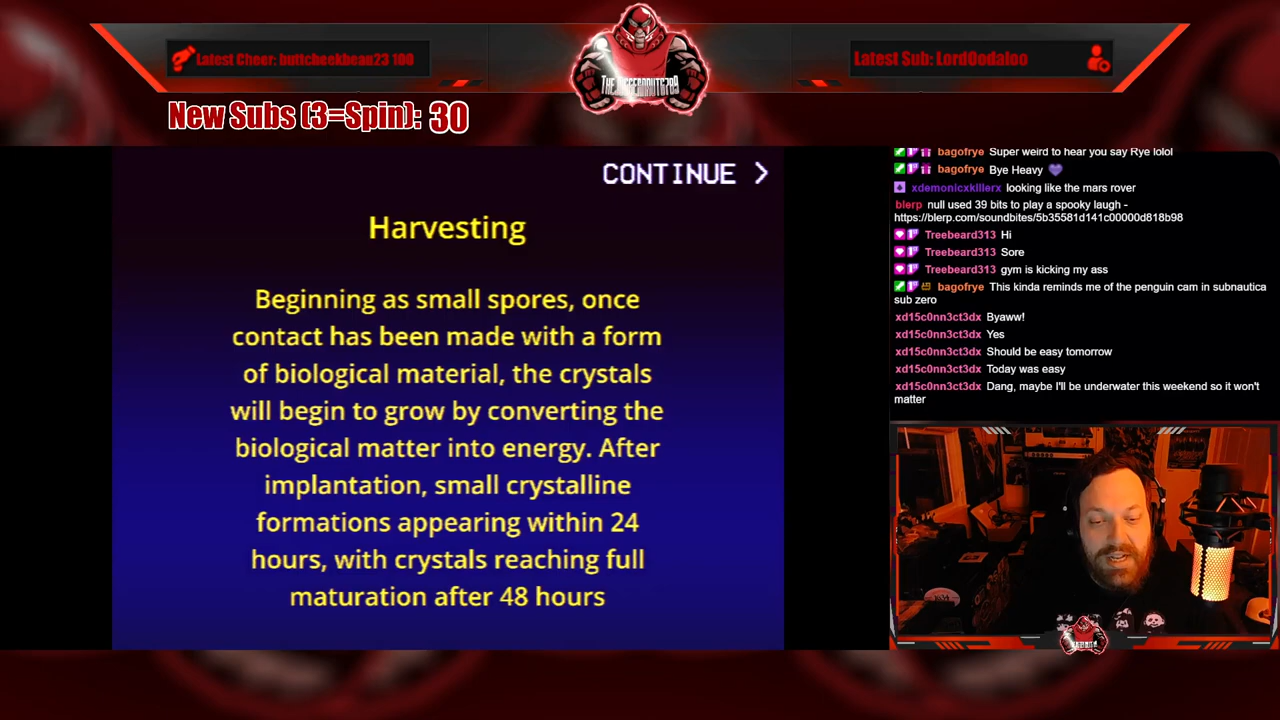 Latest Cheer: buttcheekbeau23 100
Latest Sub: LordOodaloo
New Subs (3=Spin): 30
CONTINUE >
Harvesting
Beginning as small spores, once
contact has been made with a form
of biological material, the crystals
will begin to grow by converting the
biological matter into energy. After
implantation, small crystalline
formations appearing within 24
hours, with crystals reaching full
maturation after 48 hours
bagofrye Super weird to hear you say Rye lolol
bagofrye Bye Heavy
xdemonicxkillerx looking like the mars rover
blerp null used 39 bits to play a spooky laugh -
https://blerp.com/soundbites/5b35581d141c00000d818b98
Treebeard313 Hi
Treebeard313 Sore
Treebeard313 gym is kicking my ass
bagofrye This kinda reminds me of the penguin cam in subnautica
sub zero
xd15c0nn3ct3dx Byaww!
xd15c0nn3ct3dx Yes
xd15c0nn3ct3dx Should be easy tomorrow
xd15c0nn3ct3dx Today was easy
xd15c0nn3ct3dx Dang, maybe I'll be underwater this weekend so it won't
matter